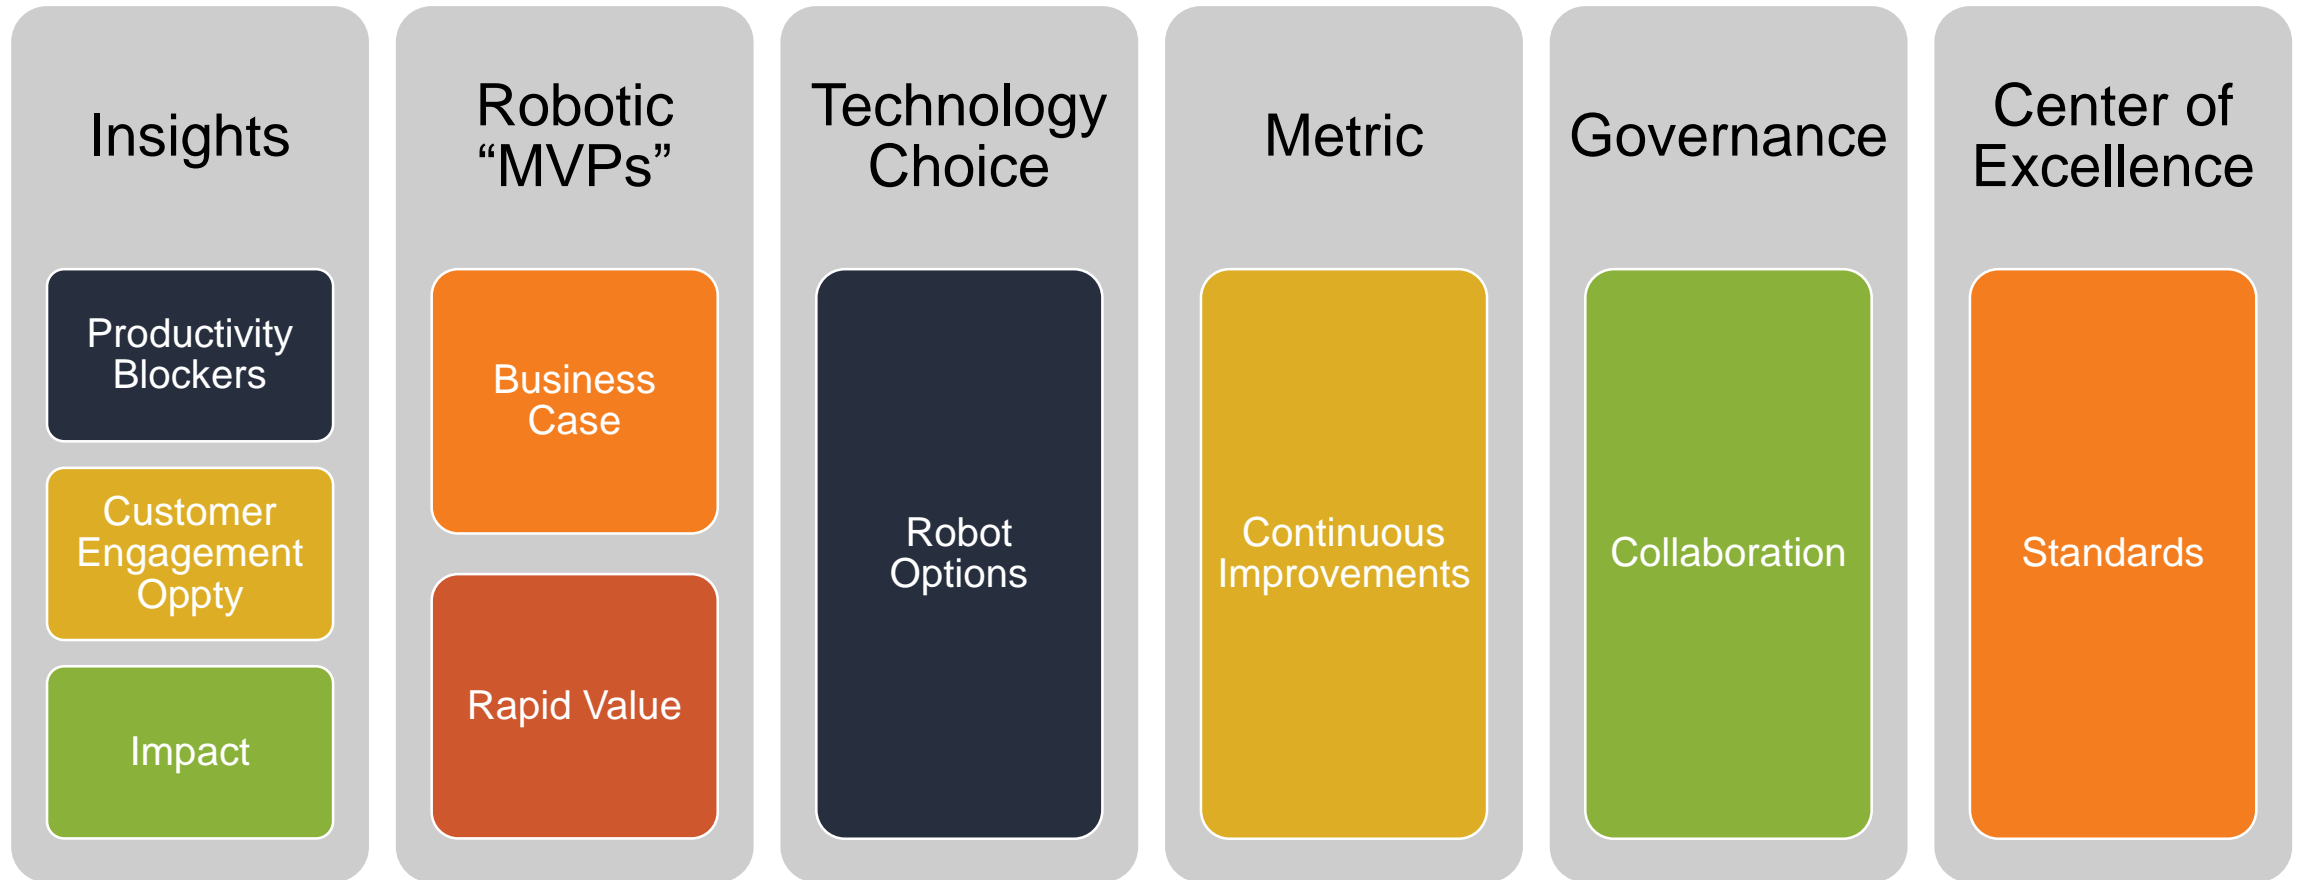 Insights
Productivity
Blockers
Customer
Engagement
Oppty
Impact
Robotic
“MVPs”
Business
Case
Rapid Value
Technology
Choice
Robot
Options
Metric
Continuous
Improvements
Governance
Collaboration
Center of
Excellence
Standards